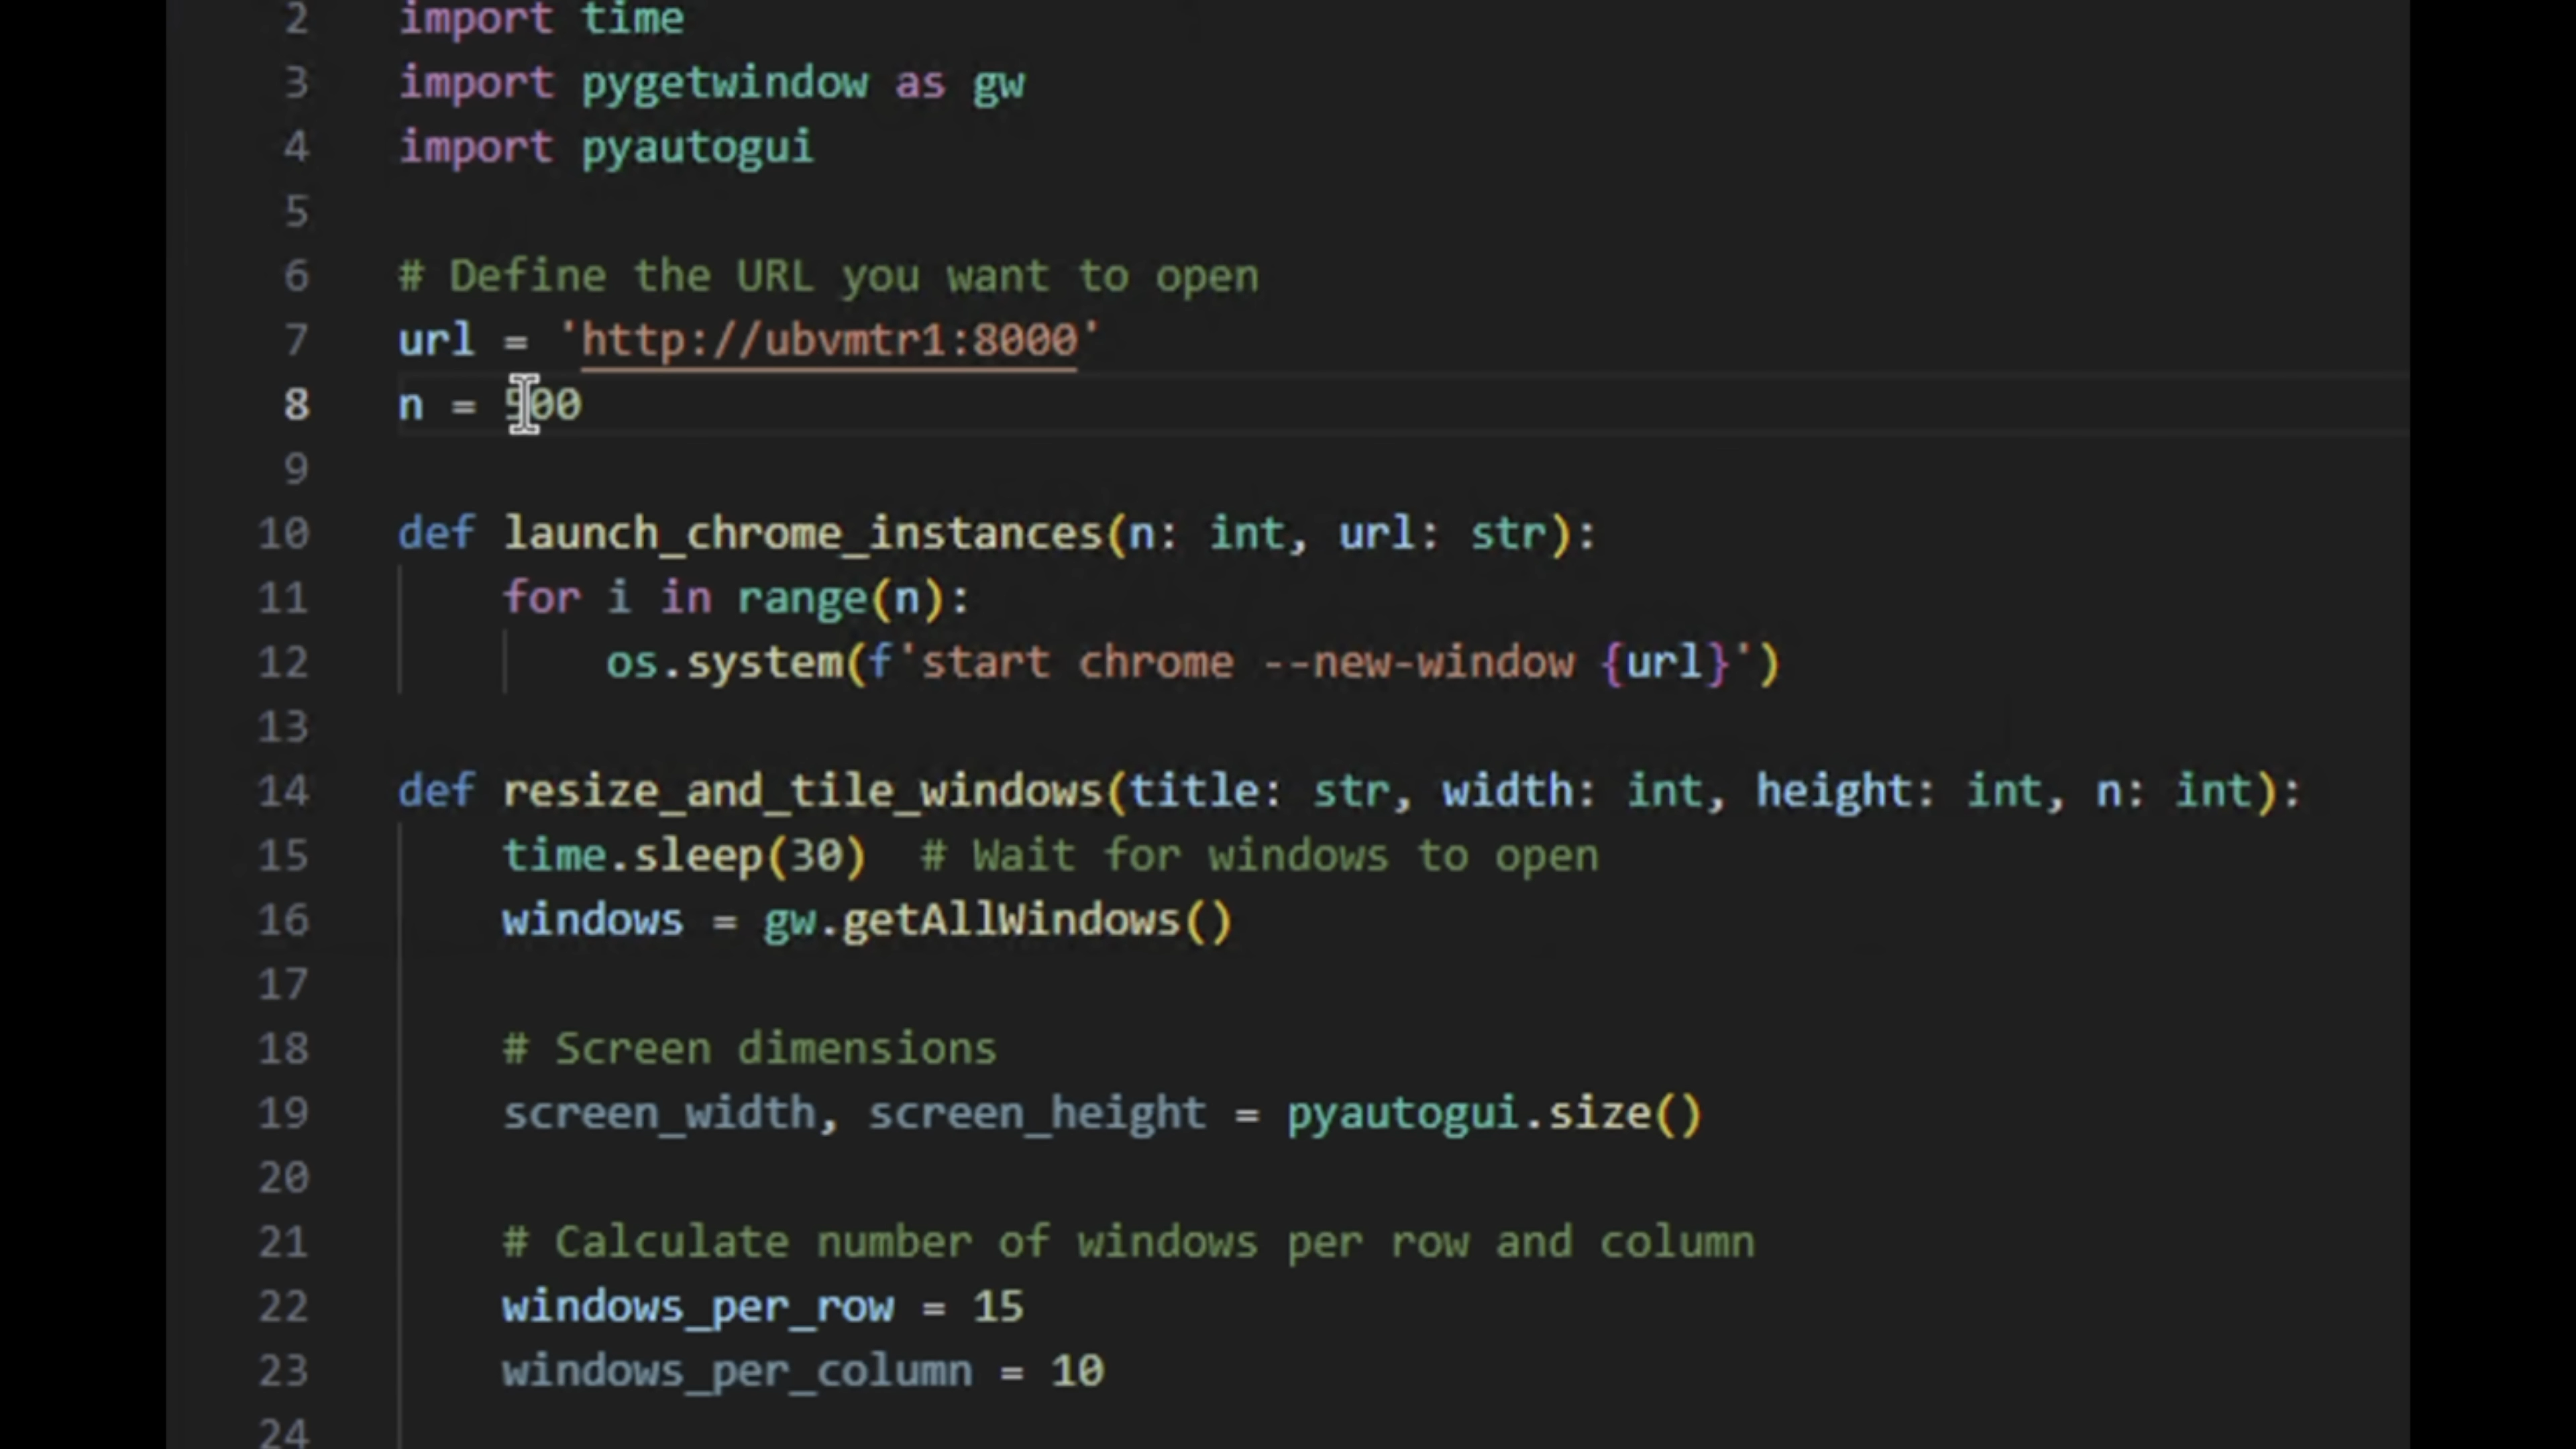 2 import time
3 import pygetwindow as gw
4 import pyautogui
5
6 # Define the URL you want to open
7 url = 'http://ubvmtr1:8000'
8 n = 500
9
10 def launch_chrome_instances(n: int, url: str):
11 for i in range(n):
12 os.system(f'start chrome --new-window {url}')
13
14 def resize_and_tile_windows(title: str, width: int, height: int, n: int):
15 time.sleep(30) # Wait for windows to open
16 windows = gw.getAllWindows()
17
18 # Screen dimensions
19 screen_width, screen_height = pyautogui.size()
20
21 # Calculate number of windows per row and column
22 windows_per_row = 15
23 windows_per_column = 10
24